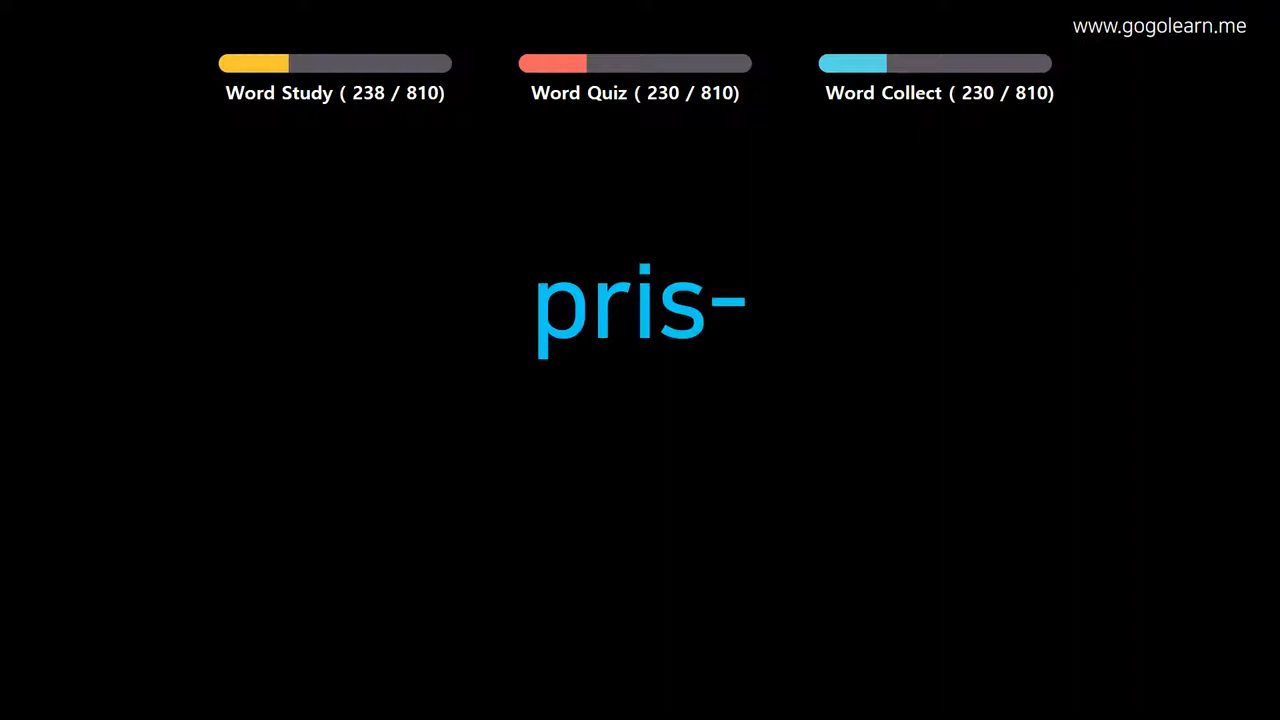 www.gogolearn.me
Word Study ( 238 / 810)
Word Quiz ( 230 / 810)
Word Collect ( 230 / 810)
pris-